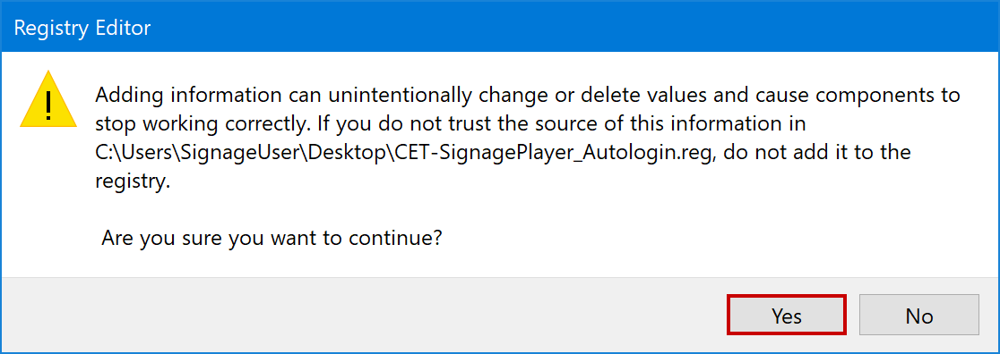 Registry Editor
Adding information can unintentionally change or delete values and cause components to
stop working correctly. If you do not trust the source of this information in
C:\Users\SignageUser\Desktop\CET-SignagePlayer_Autologin.reg, do not add it to the
registry.
Are you sure you want to continue?
Yes
No